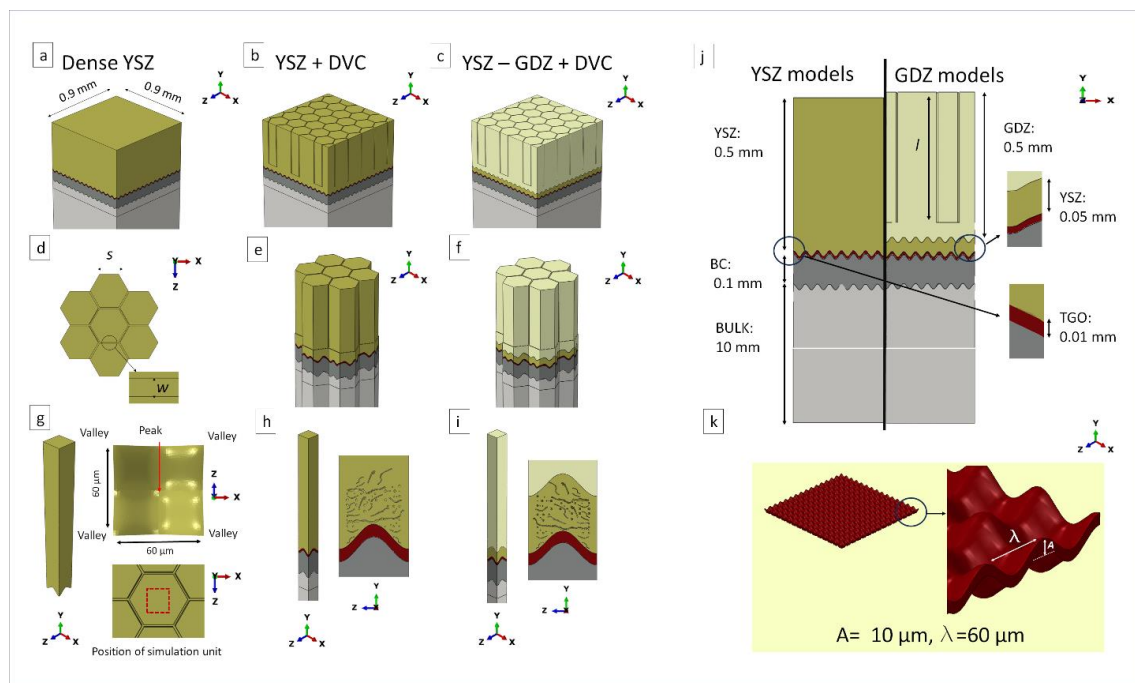 a
Dense YSZ
0.9 mm
0.9 mm
Y
Z
X
b
YSZ + DVC
Y
Z
X
c
YSZ – GDZ + DVC
Y
Z
X
d
S
Y
X
Z
w
e
Y
Z
X
f
Y
Z
X
g
Valley
Peak
Valley
60 μm
Z
Y
X
Valley
Valley
60 μm
Y
X
Z
Y
Z
X
Position of simulation unit
h
Y
Z
X
Y
Z
X
i
Y
Z
X
Y
Z
X
j
YSZ models
GDZ models
Y
Z
X
YSZ:
0.5 mm
l
GDZ:
0.5 mm
YSZ:
0.05 mm
BC:
0.1 mm
TGO:
0.01 mm
BULK:
10 mm
k
Y
Z
X
λ
A
A= 10 μm, λ=60 μm